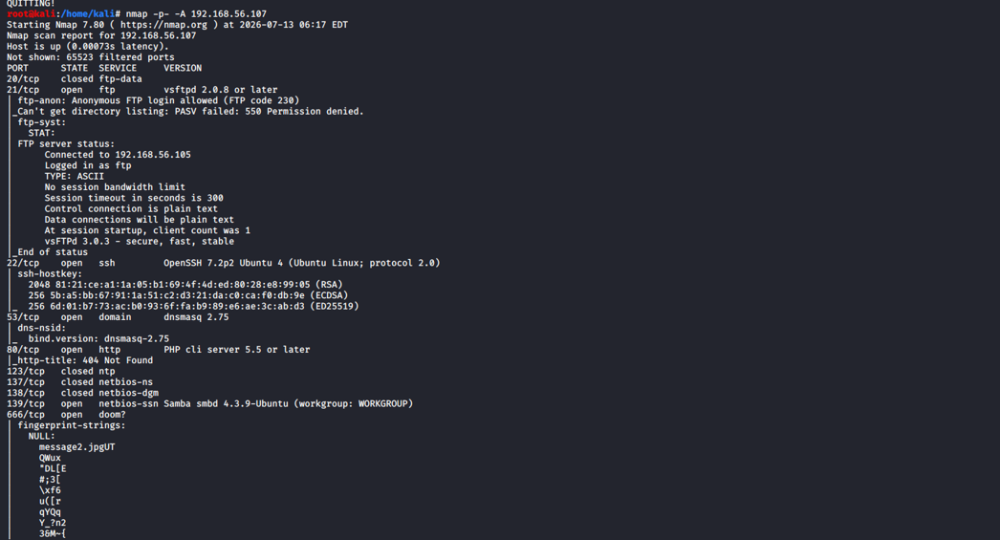 QUITTING!
root@kali:/home/kali# nmap -p- -A 192.168.56.107
Starting Nmap 7.80 ( https://nmap.org ) at 2026-07-13 06:17 EDT
Nmap scan report for 192.168.56.107
Host is up (0.00073s latency).
Not shown: 65523 filtered ports
PORT    STATE  SERVICE     VERSION
20/tcp  closed ftp-data
21/tcp  open   ftp         vsftpd 2.0.8 or later
| ftp-anon: Anonymous FTP login allowed (FTP code 230)
|_Can't get directory listing: PASV failed: 550 Permission denied.
| ftp-syst:
|   STAT:
| FTP server status:
|      Connected to 192.168.56.105
|      Logged in as ftp
|      TYPE: ASCII
|      No session bandwidth limit
|      Session timeout in seconds is 300
|      Control connection is plain text
|      Data connections will be plain text
|      At session startup, client count was 1
|      vsFTPd 3.0.3 - secure, fast, stable
|_End of status
22/tcp  open   ssh         OpenSSH 7.2p2 Ubuntu 4 (Ubuntu Linux; protocol 2.0)
| ssh-hostkey:
|   2048 81:21:ce:a1:1a:05:b1:69:4f:4d:ed:80:28:e8:99:05 (RSA)
|   256 5b:a5:bb:67:91:1a:51:c2:d3:21:da:c0:ca:f0:db:9e (ECDSA)
|_  256 6d:01:b7:73:ac:b0:93:6f:fa:b9:89:e6:ae:3c:ab:d3 (ED25519)
53/tcp  open   domain      dnsmasq 2.75
| dns-nsid:
|_  bind.version: dnsmasq-2.75
80/tcp  open   http        PHP cli server 5.5 or later
|_http-title: 404 Not Found
123/tcp closed ntp
137/tcp closed netbios-ns
138/tcp closed netbios-dgm
139/tcp open   netbios-ssn Samba smbd 4.3.9-Ubuntu (workgroup: WORKGROUP)
666/tcp open   doom?
| fingerprint-strings:
|   NULL:
|     message2.jpgUT
|     QWux
|     "DL[E
|     #;3[
|     \xf6
|     u([r
|     qYQq
|     Y_?n2
|     3&M~{